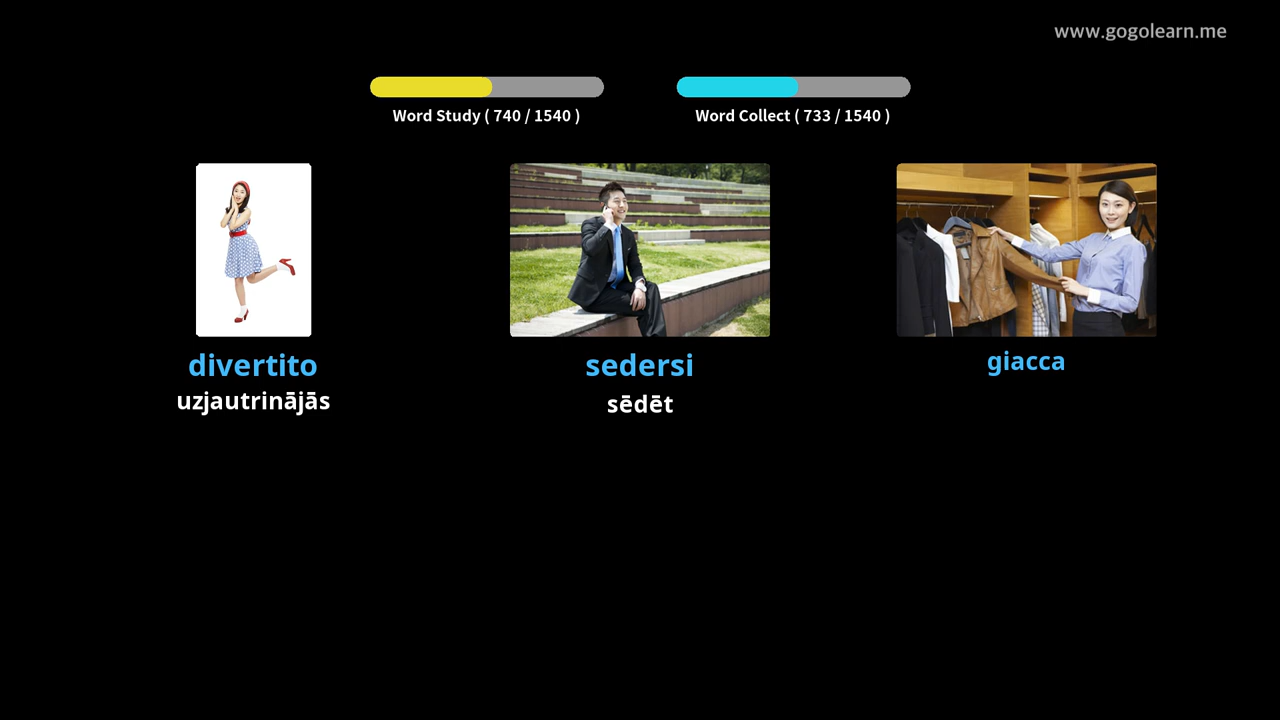 www.gogolearn.me
Word Study ( 740 / 1540 )
Word Collect ( 733 / 1540 )
divertito
uzjautrinājās
sedersi
sēdēt
giacca